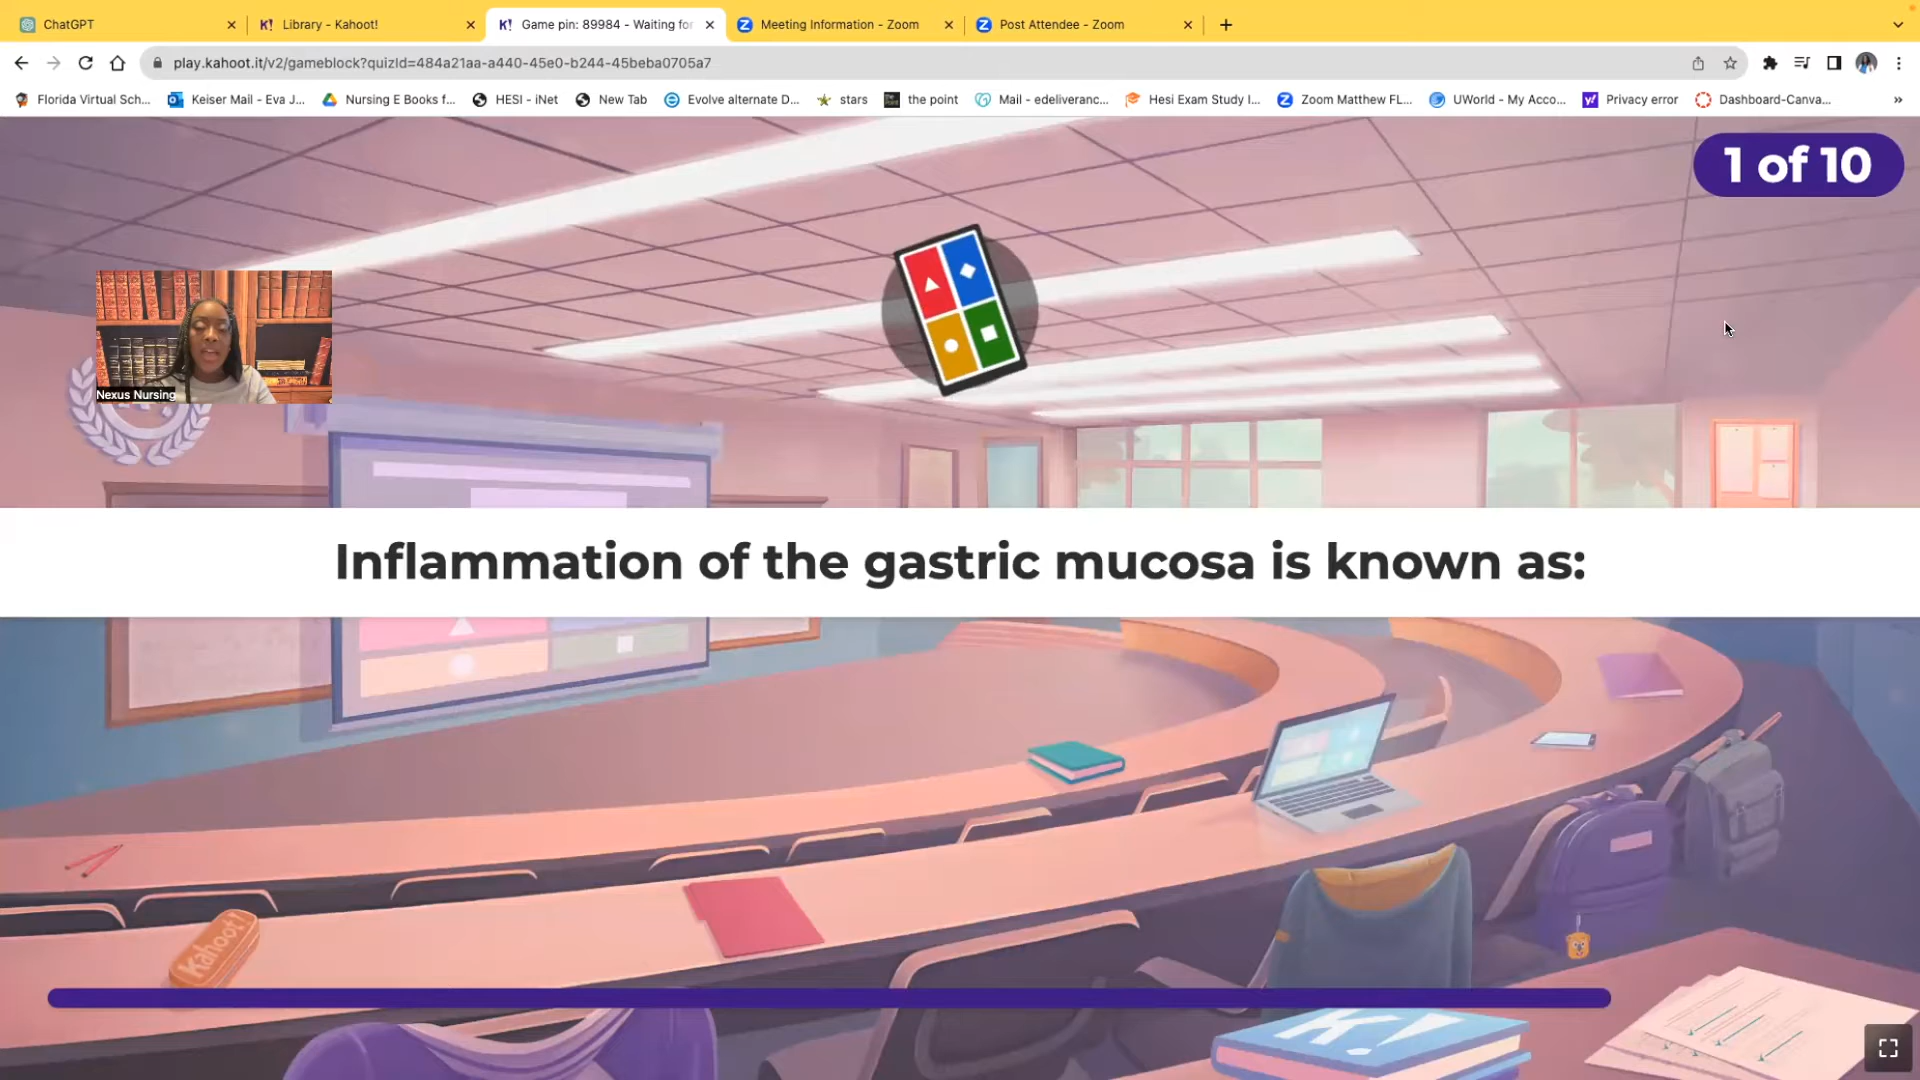 ChatGPT
Library - Kahoot!
Game pin: 89984 - Waiting for
Meeting Information - Zoom
Post Attendee - Zoom
play.kahoot.it/v2/gameblock?quizId=484a21aa-a440-45e0-b244-45beba0705a7
Florida Virtual Sch...
Keiser Mail - Eva J...
Nursing E Books f...
HESI - iNet
New Tab
Evolve alternate D...
stars
the point
Mail - edeliveranc...
Hesi Exam Study I...
Zoom Matthew FL...
UWorld - My Acco...
Privacy error
Dashboard-Canva...
1 of 10
Nexus Nursing
Inflammation of the gastric mucosa is known as:
Kahoot!
K!